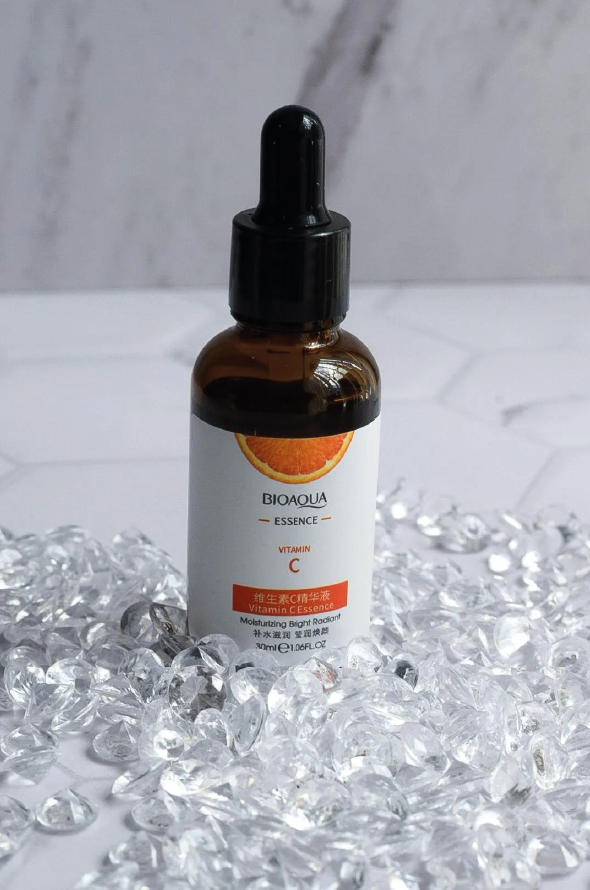 BIOAQUA
ESSENCE
VITAMIN
C
维生素C精华液
Vitamin C Essence
Moisturizing Bright Radiant
补水滋润 莹润焕颜
30ml℮1.06FL.OZ